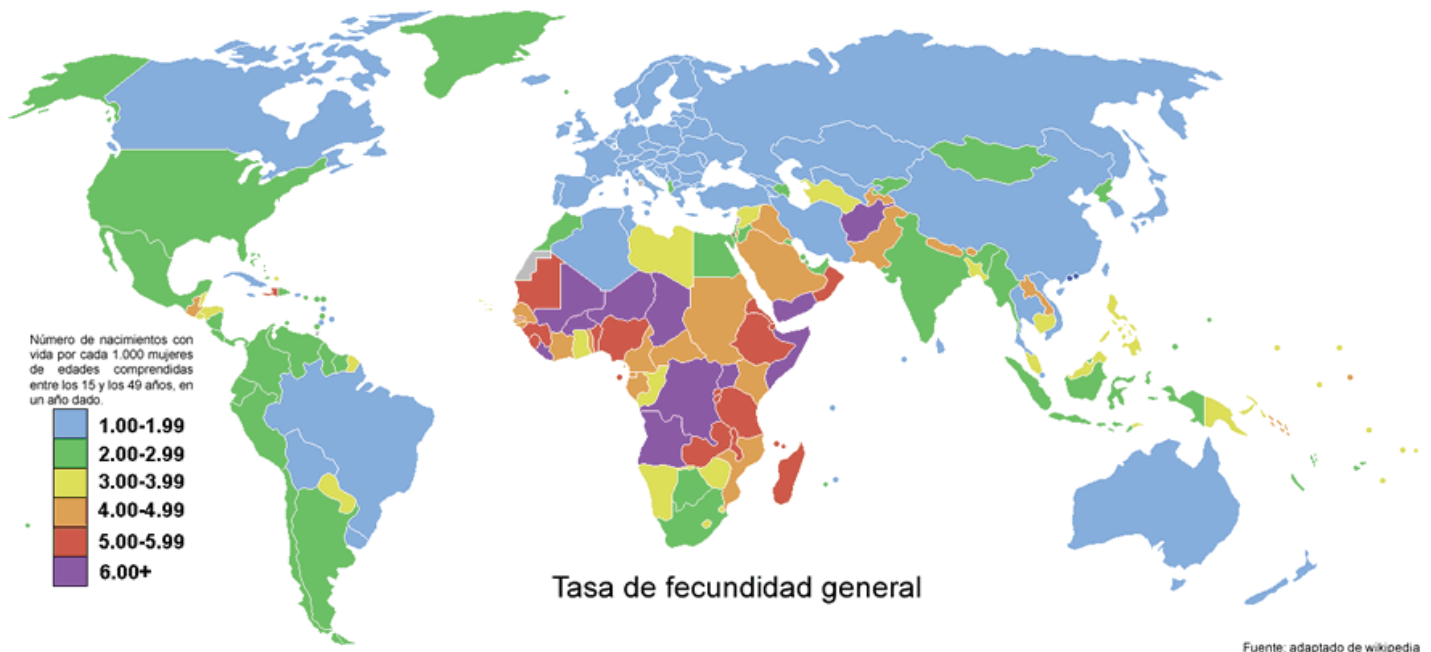 Número de nacimientos con
vida por cada 1.000 mujeres
de edades comprendidas
entre los 15 y los 49 años, en
un año dado.
1.00-1.99
2.00-2.99
3.00-3.99
4.00-4.99
5.00-5.99
6.00+
Tasa de fecundidad general
Fuente: adaptado de wikipedia